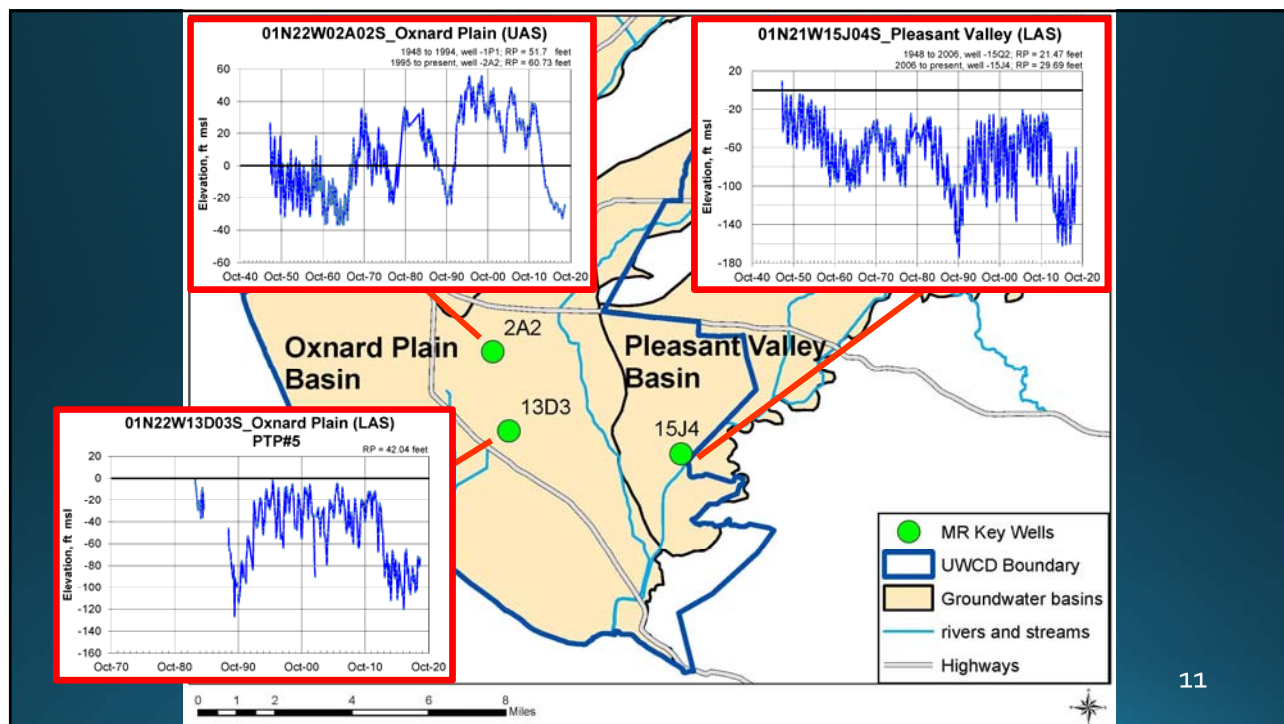 01N22W02A02S_Oxnard Plain (UAS)
1948 to 1994, well -1P1; RP = 51.7 feet
1995 to present, well -2A2; RP = 60.73 feet
60
40
20
0
-20
-40
-60
Elevation, ft msl
Oct-40 Oct-50 Oct-60 Oct-70 Oct-80 Oct-90 Oct-00 Oct-10 Oct-20
01N21W15J04S_Pleasant Valley (LAS)
1948 to 2006, well -15Q2; RP = 21.47 feet
2006 to present, well -15J4; RP = 29.69 feet
20
-20
-60
-100
-140
-180
Elevation, ft msl
Oct-40 Oct-50 Oct-60 Oct-70 Oct-80 Oct-90 Oct-00 Oct-10 Oct-20
2A2
Oxnard Plain
Basin
Pleasant Valley
Basin
13D3
15J4
01N22W13D03S_Oxnard Plain (LAS)
PTP#5
RP = 42.04 feet
20
0
-20
-40
-60
-80
-100
-120
-140
-160
Elevation, ft msl
Oct-70 Oct-80 Oct-90 Oct-00 Oct-10 Oct-20
MR Key Wells
UWCD Boundary
Groundwater basins
rivers and streams
Highways
0 1 2 4 6 8
Miles
11